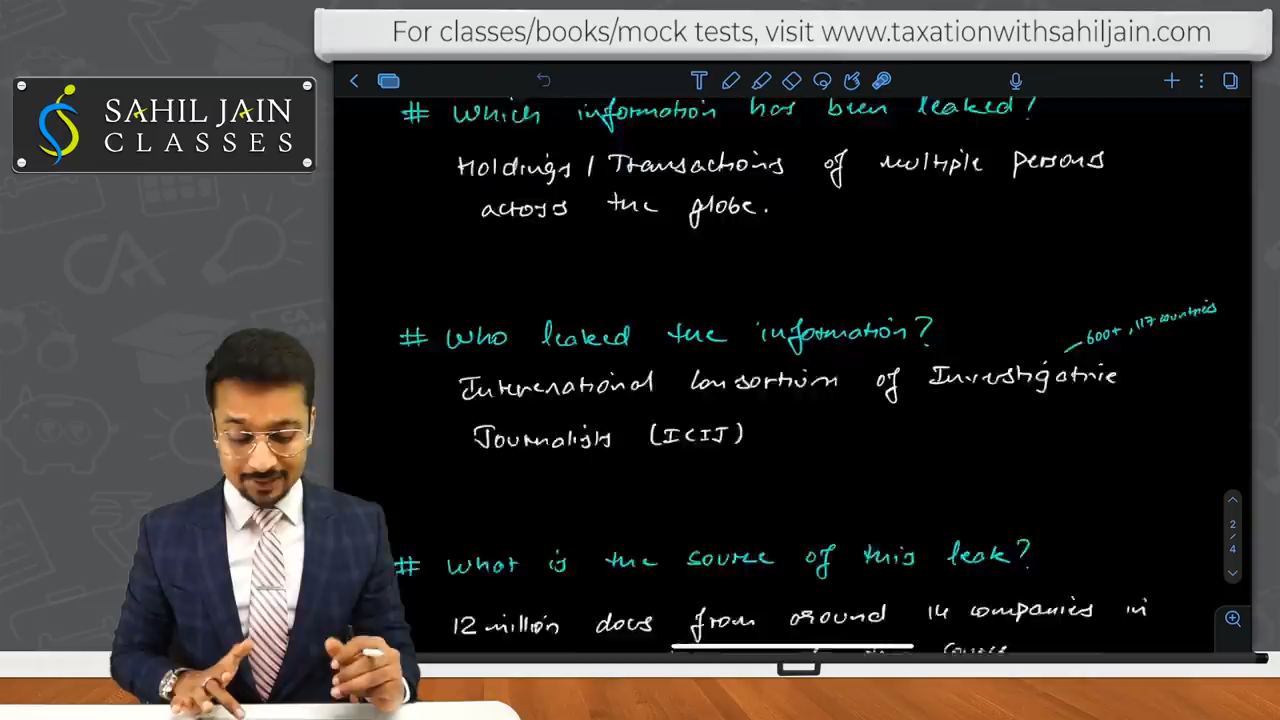 For classes/books/mock tests, visit www.taxationwithsahiljain.com
SAHIL JAIN
CLASSES
# Which information has been leaked?
Holdings / Transactions of multiple persons
across the globe.
# Who leaked the information?
600+, 117 countries
International Consortium of Investigative
Journalists (ICIJ)
# What is the source of this leak?
12 million docs from around 14 companies in
2
4